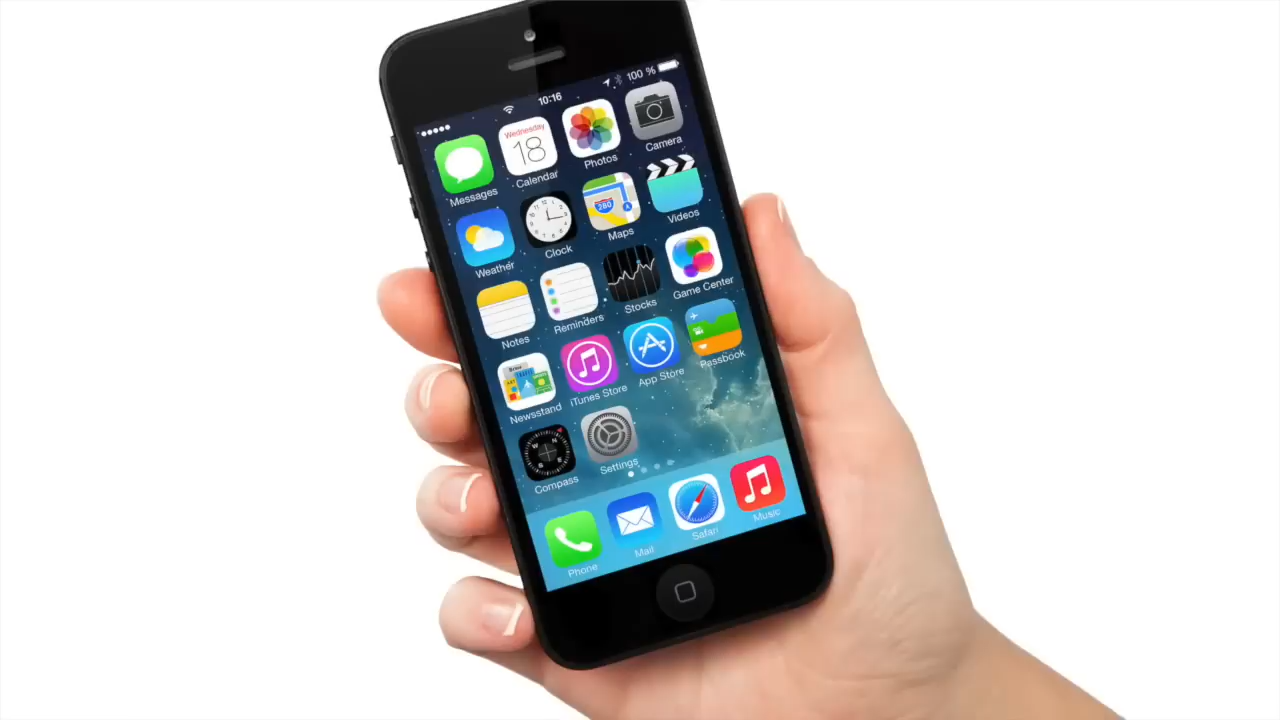 10:16
100 %
Messages
Wednesday
18
Calendar
Photos
Camera
Weather
Clock
280
Maps
Videos
Notes
Reminders
Stocks
Game Center
Newsstand
iTunes Store
App Store
Passbook
Compass
Settings
Phone
Mail
Safari
Music